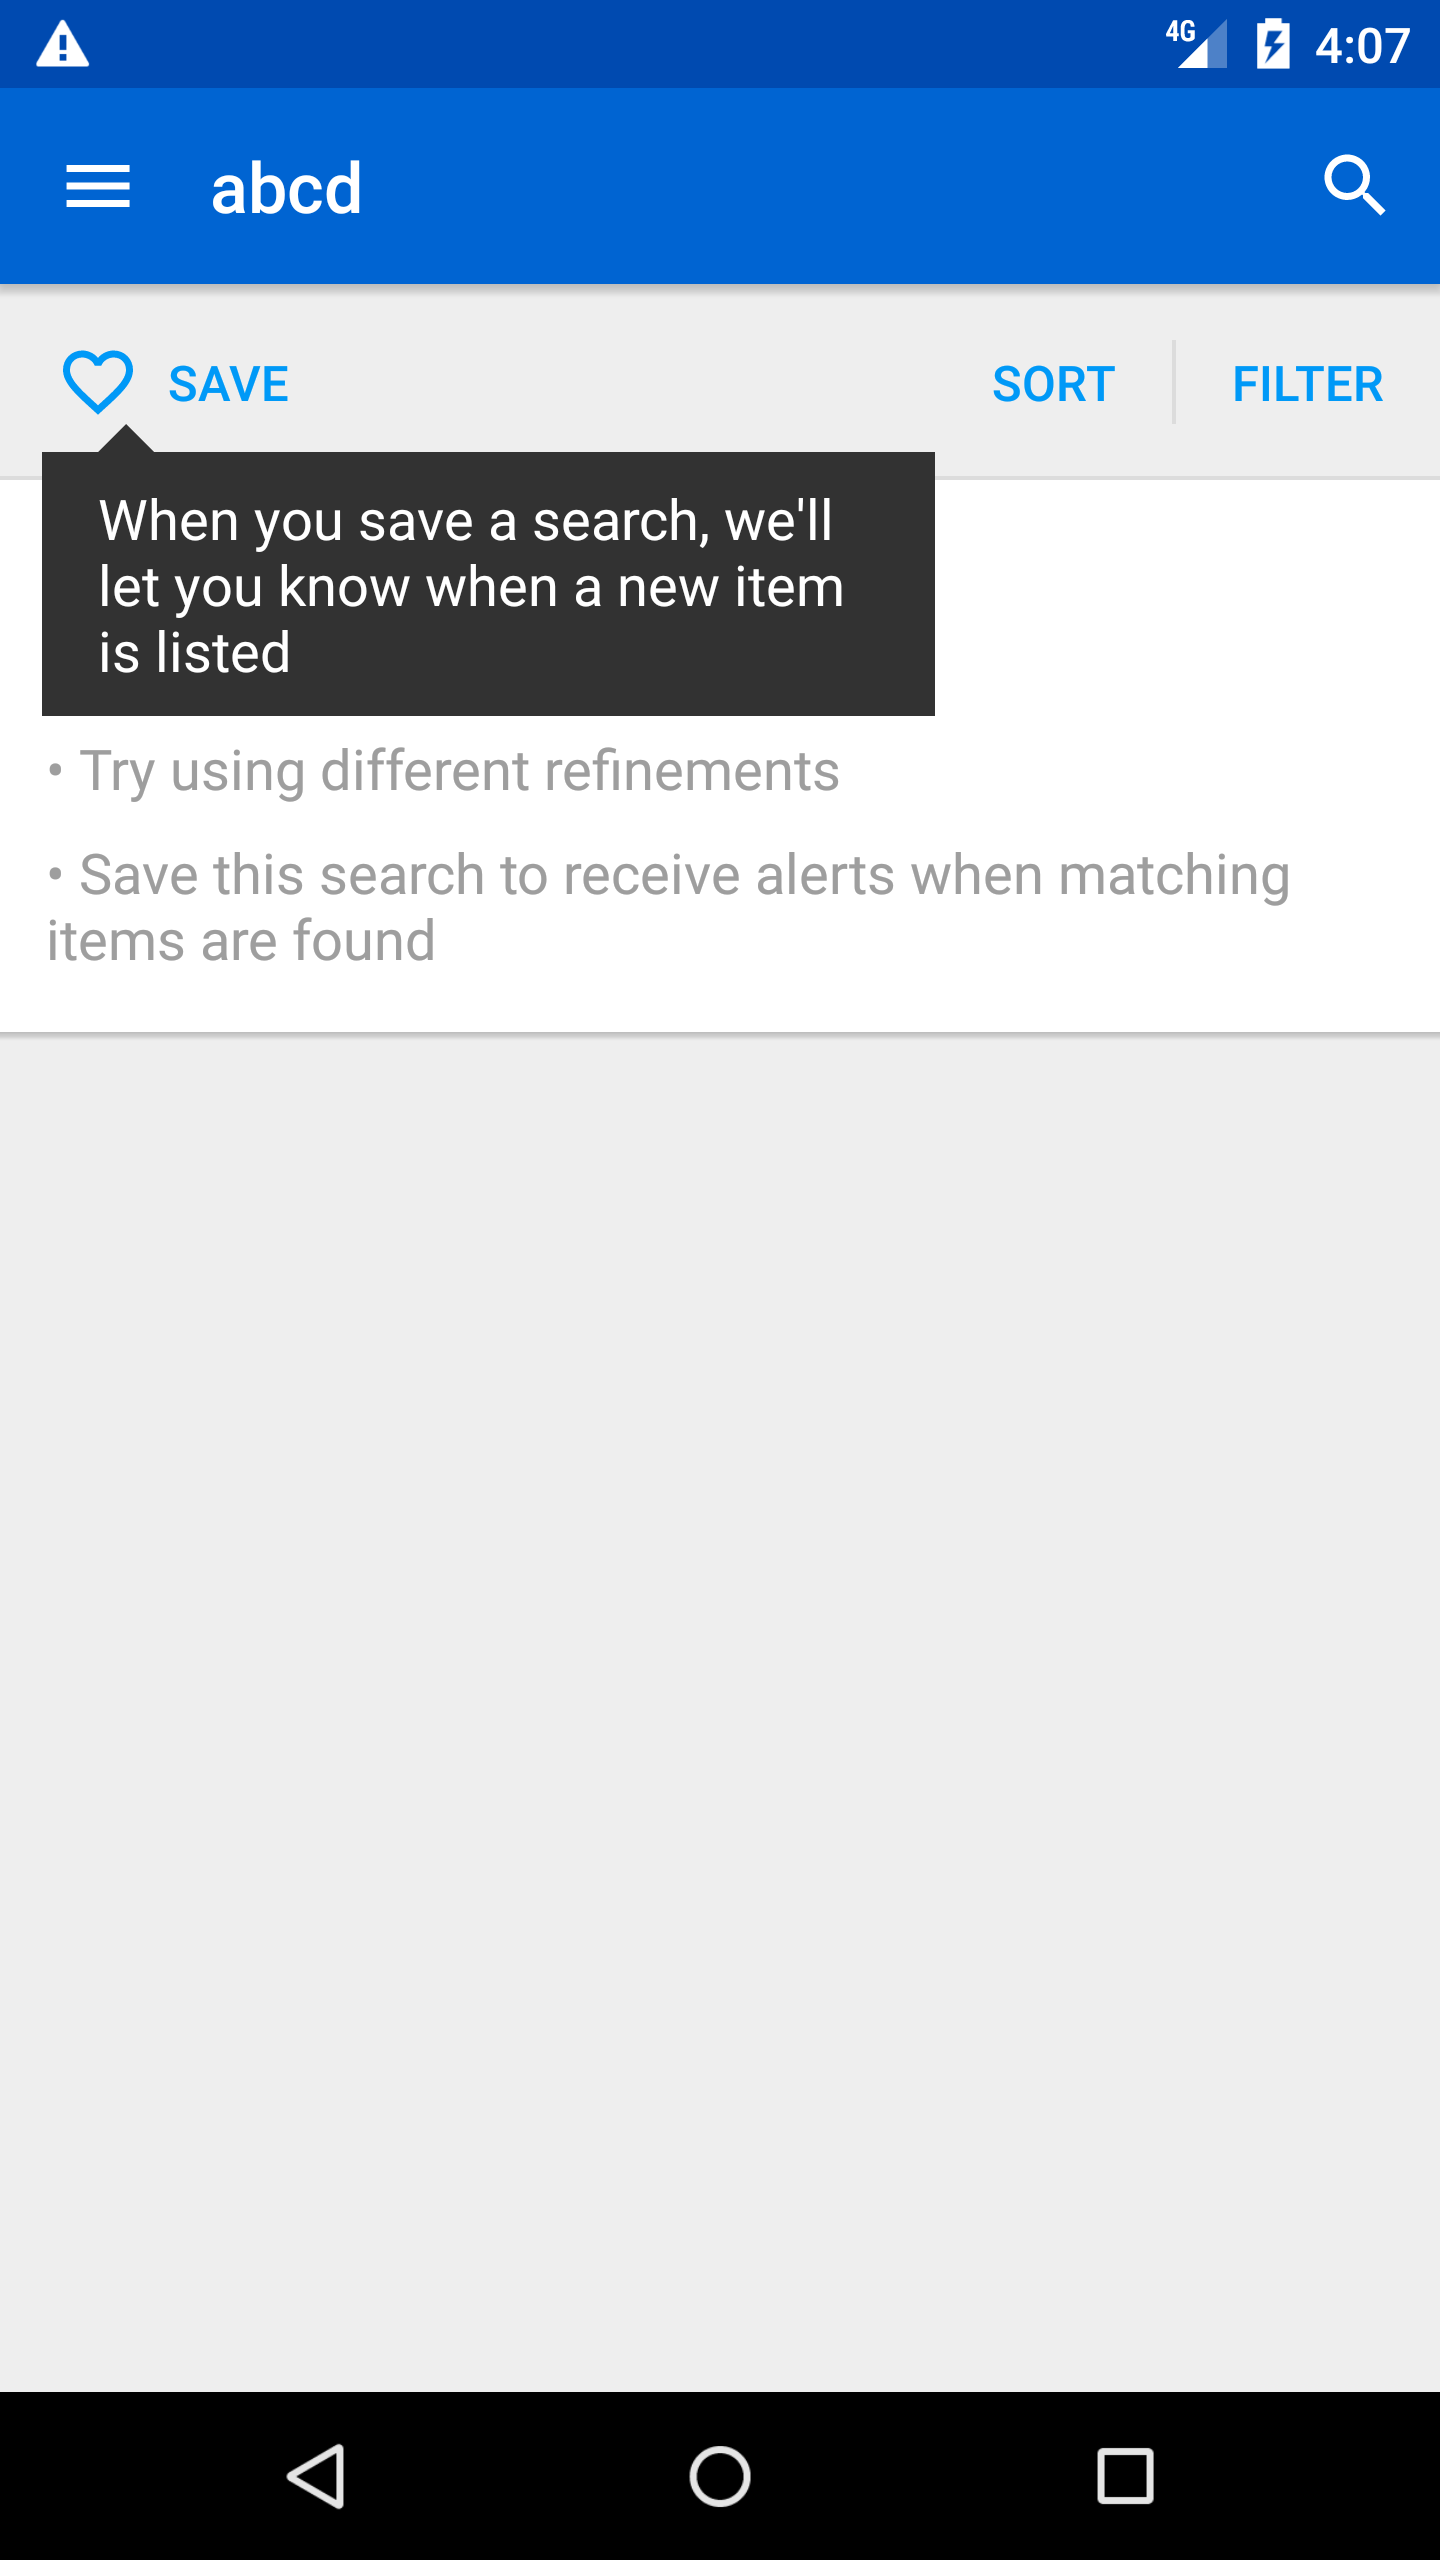 4G 4:07
abcd
SAVE SORT FILTER
When you save a search, we'll
let you know when a new item
is listed
• Try using different refinements
• Save this search to receive alerts when matching
items are found